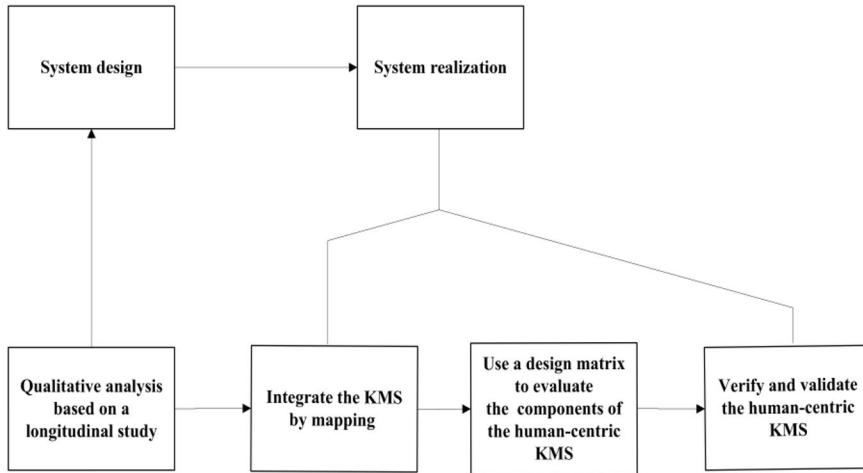 System design
System realization
Qualitative analysis
based on a
longitudinal study
Integrate the KMS
by mapping
Use a design matrix
to evaluate
the components of
the human-centric
KMS
Verify and validate
the human-centric
KMS